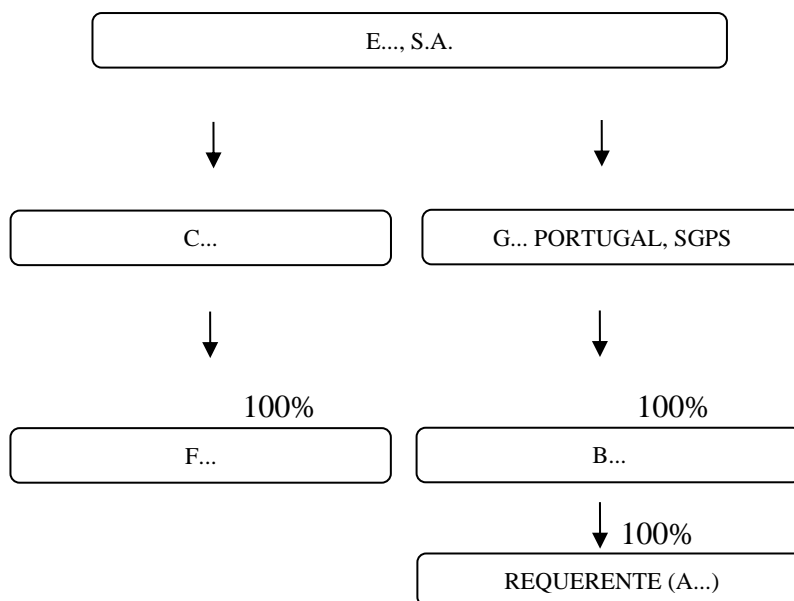 E..., S.A.
C...
G... PORTUGAL, SGPS
100%
100%
F...
B...
100%
REQUERENTE (A...)